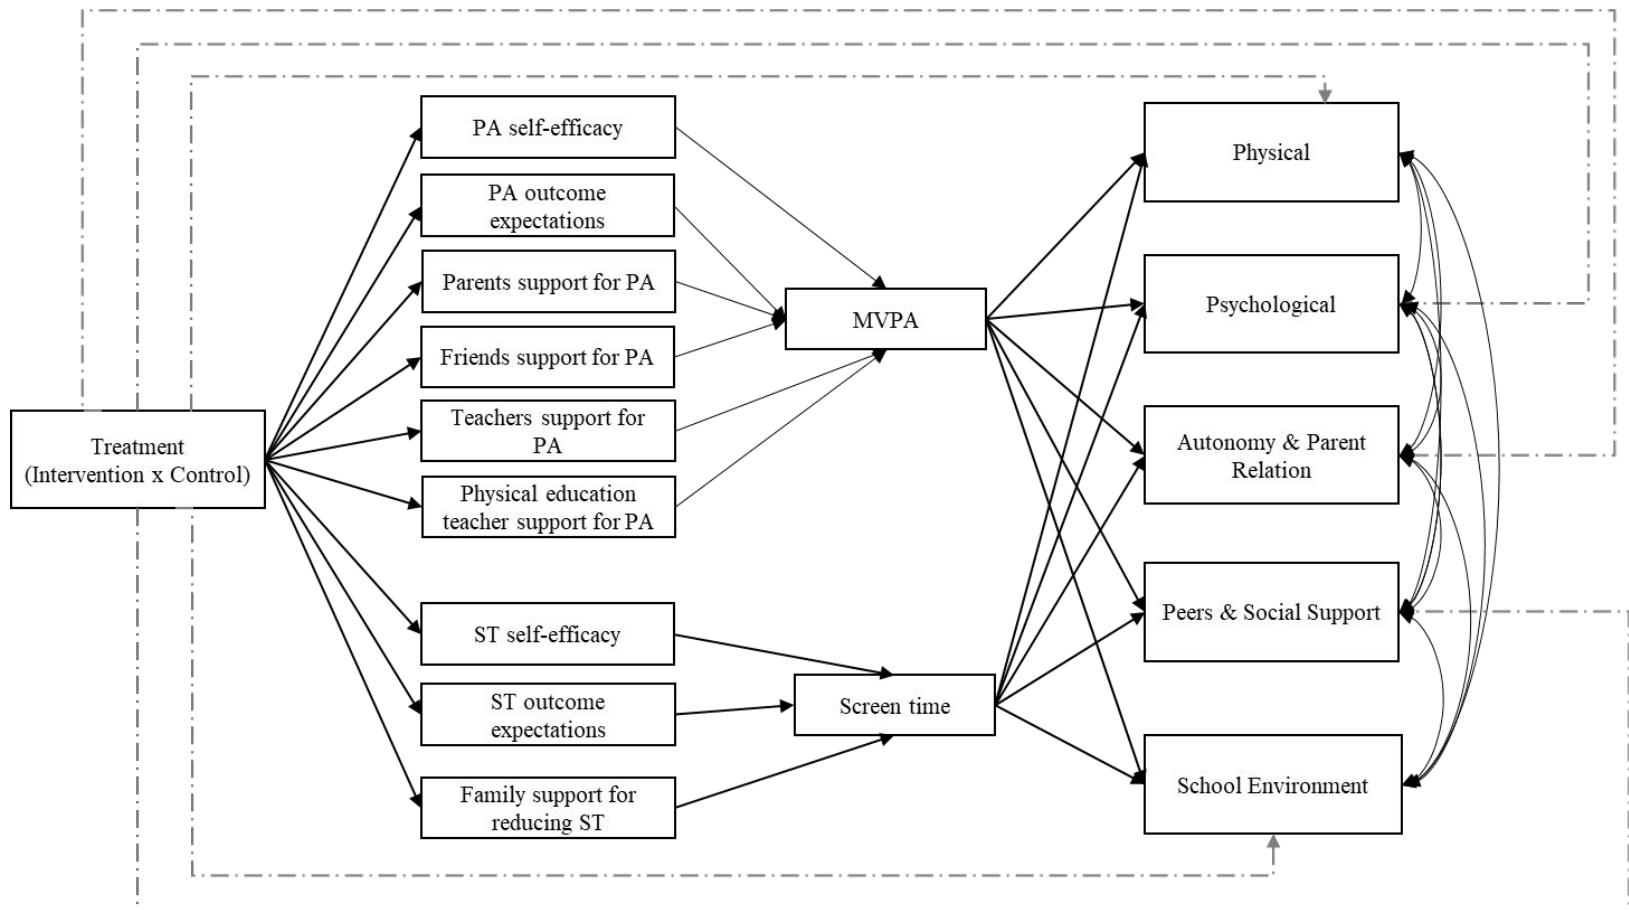 Treatment
(Intervention x Control)
PA self-efficacy
PA outcome
expectations
Parents support for PA
Friends support for PA
Teachers support for
PA
Physical education
teacher support for PA
ST self-efficacy
ST outcome
expectations
Family support for
reducing ST
MVPA
Screen time
Physical
Psychological
Autonomy & Parent
Relation
Peers & Social Support
School Environment